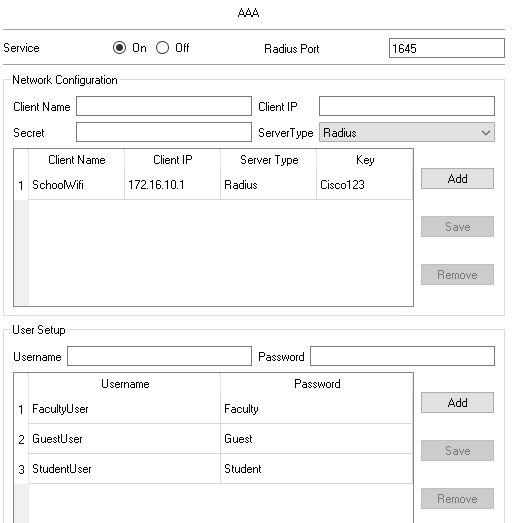 AAA
Service On Off Radius Port 1645
Network Configuration
Client Name Client IP
Secret ServerType Radius
Client Name Client IP Server Type Key
1 SchoolWifi 172.16.10.1 Radius Cisco123
Add
Save
Remove
User Setup
Username Password
Username Password
1 FacultyUser Faculty
2 GuestUser Guest
3 StudentUser Student
Add
Save
Remove